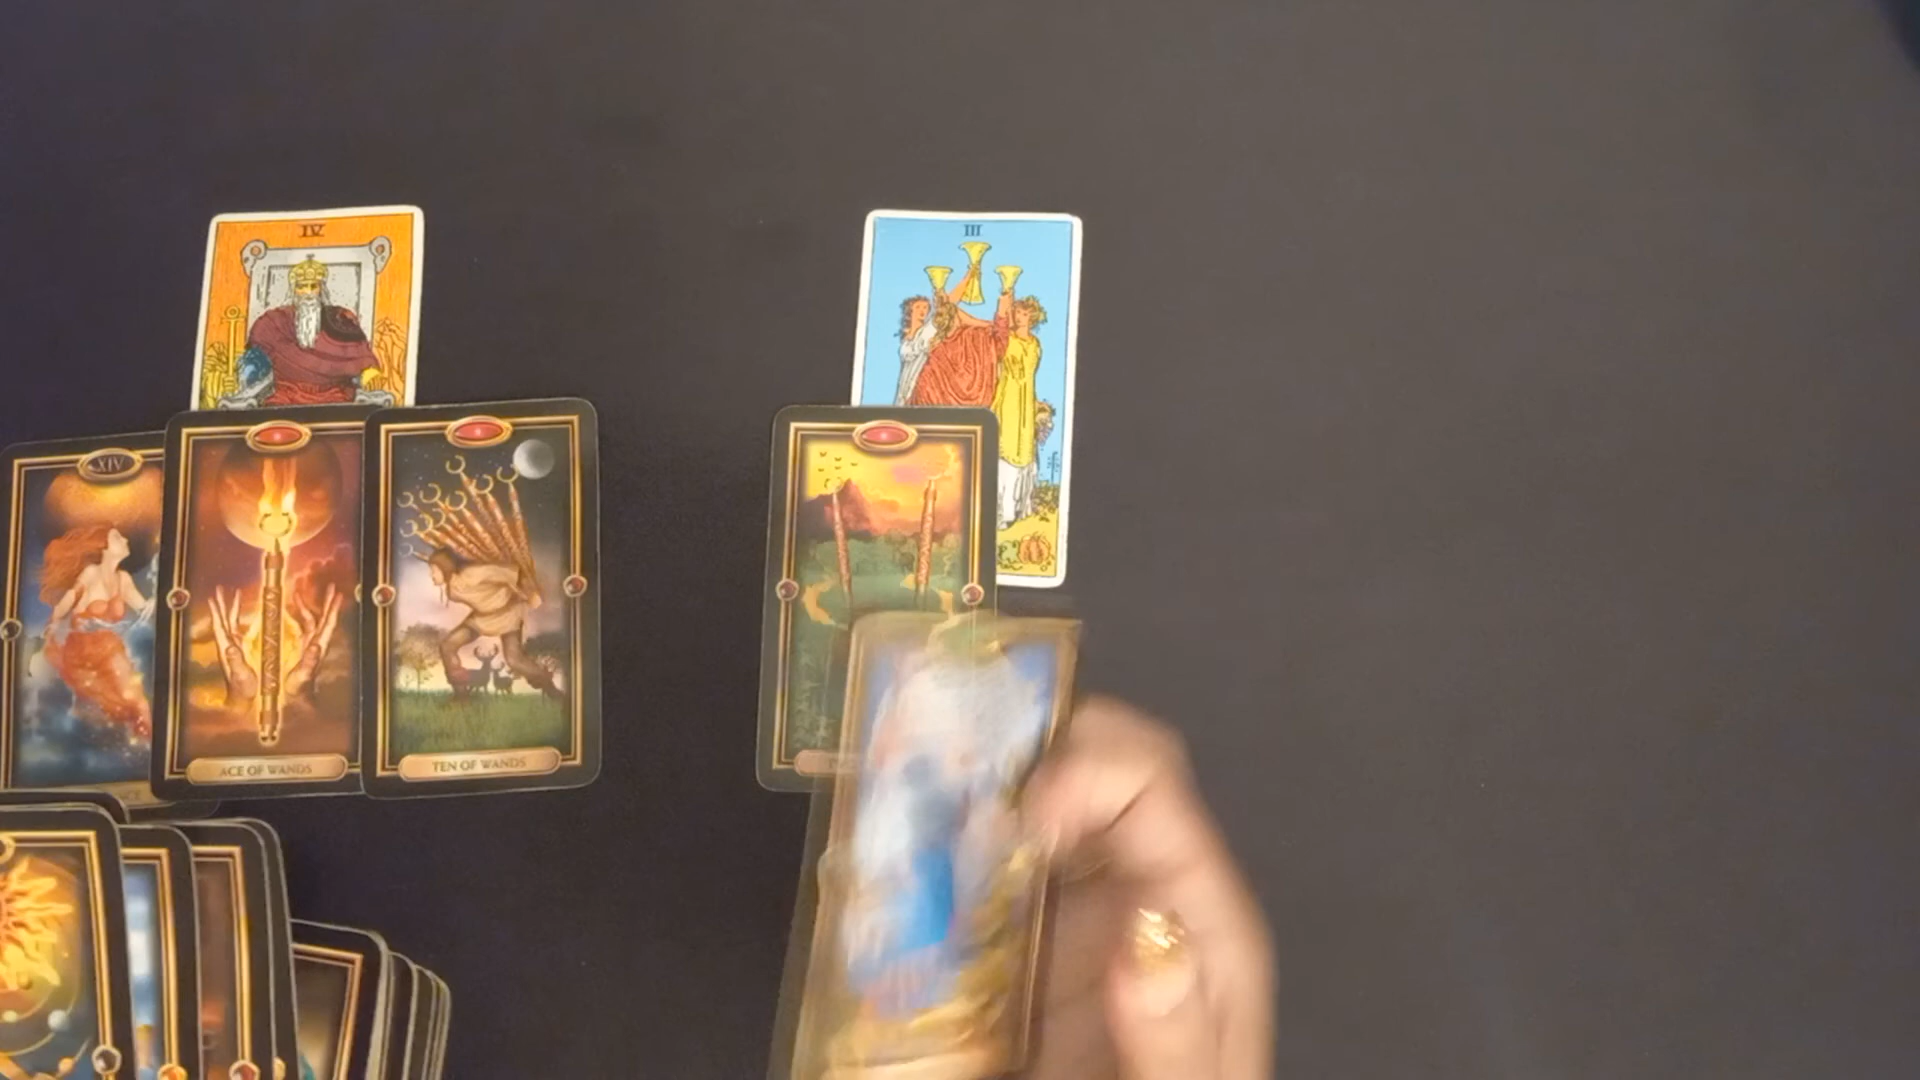 IV
III
XIV
ACE OF WANDS
TEN OF WANDS